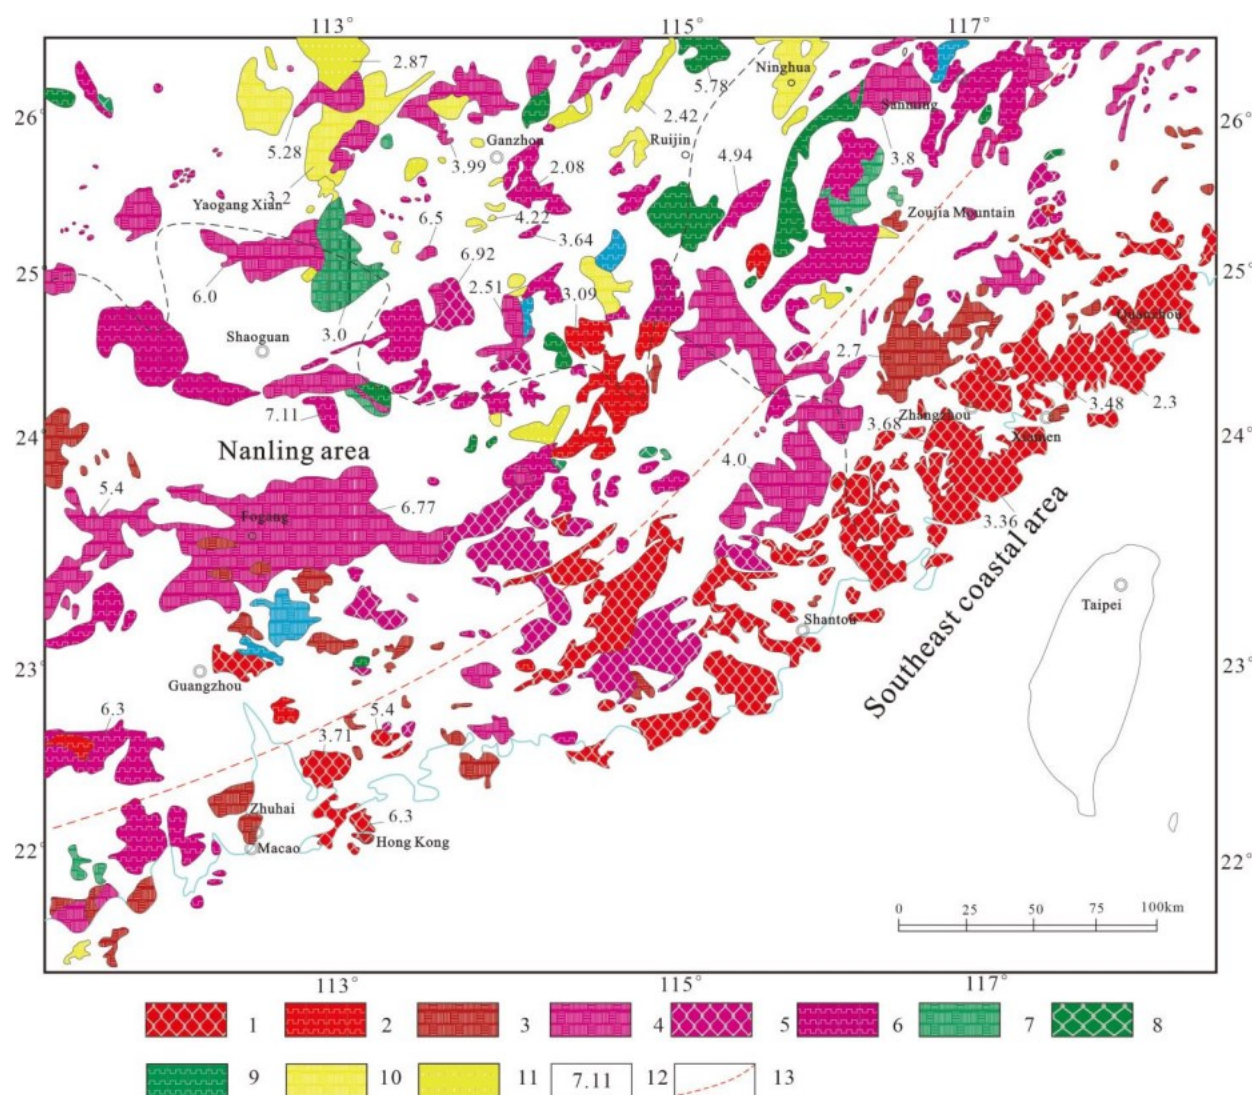 113°
115°
117°
2.87
5.78
Ninghua
26°
2.42
Sanming
26°
5.28
Ganzhou
Ruijin
3.99
2.08
4.94
3.8
Yaogang Xian
3.2
4.22
6.5
3.64
Zoujia Mountain
6.92
25°
6.0
2.51
3.09
25°
3.0
Quanzhou
Shaoguan
2.7
7.11
3.48
2.3
24°
3.68
Zhangzhou
Xiamen
24°
Nanling area
4.0
5.4
6.77
Fogang
3.36
Southeast coastal area
Taipei
Shantou
23°
Guangzhou
23°
6.3
5.4
3.71
Zhuhai
6.3
Hong Kong
22°
Macao
22°
0 25 50 75 100km
113°
115°
117°
1 2 3 4 5 6 7 8
9 10 11 7.11 12 13